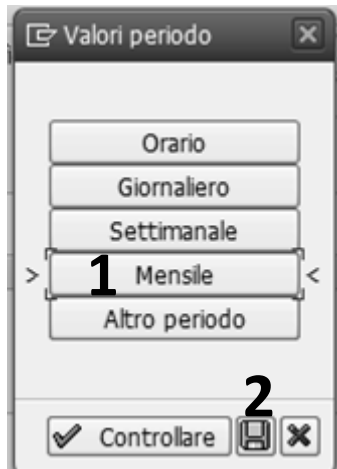 Valori periodo
Orario
Giornaliero
Settimanale
> 1 Mensile <
Altro periodo
2
Controllare